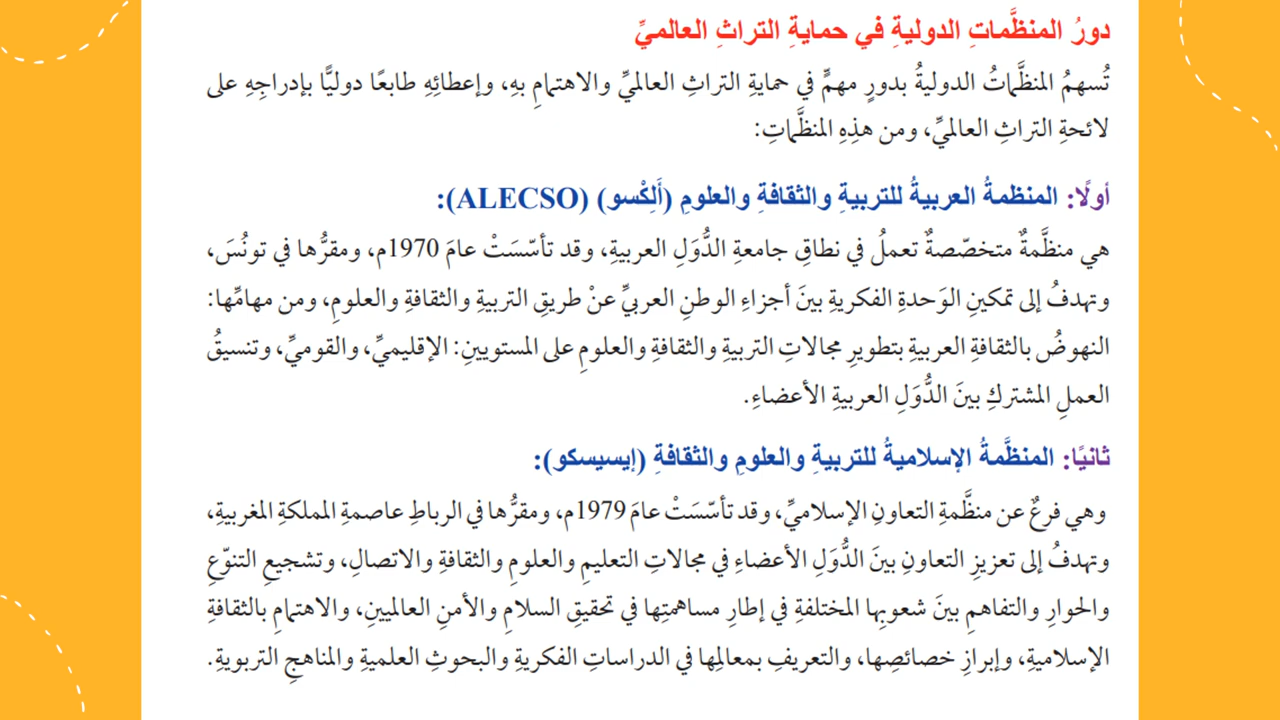 دورُ المنظَّماتِ الدوليةِ في حمايةِ التراثِ العالميِّ
تُسهمُ المنظَّماتُ الدوليةُ بدورٍ مهمٍّ في حمايةِ التراثِ العالميِّ والاهتمامِ بهِ، وإعطائِهِ طابعًا دوليًّا بإدراجِهِ على
لائحةِ التراثِ العالميِّ، ومن هذِهِ المنظَّماتِ:
أولًا: المنظمةُ العربيةُ للتربيةِ والثقافةِ والعلومِ (أَلِكْسو) (ALECSO):
هي منظَّمةٌ متخصّصةٌ تعملُ في نطاقِ جامعةِ الدُّوَلِ العربيةِ، وقد تأسّسَتْ عامَ 1970م، ومقرُّها في تونُسَ،
وتهدفُ إلى تمكينِ الوَحدةِ الفكريةِ بينَ أجزاءِ الوطنِ العربيِّ عنْ طريقِ التربيةِ والثقافةِ والعلومِ، ومن مهامِّها:
النهوضُ بالثقافةِ العربيةِ بتطويرِ مجالاتِ التربيةِ والثقافةِ والعلومِ على المستويينِ: الإقليميِّ، والقوميِّ، وتنسيقُ
العملِ المشتركِ بينَ الدُّوَلِ العربيةِ الأعضاءِ.
ثانيًا: المنظَّمةُ الإسلاميةُ للتربيةِ والعلومِ والثقافةِ (إيسيسكو):
وهي فرعٌ عن منظَّمةِ التعاونِ الإسلاميِّ، وقد تأسّسَتْ عامَ 1979م، ومقرُّها في الرباطِ عاصمةِ المملكةِ المغربيةِ،
وتهدفُ إلى تعزيزِ التعاونِ بينَ الدُّوَلِ الأعضاءِ في مجالاتِ التعليمِ والعلومِ والثقافةِ والاتصالِ، وتشجيعِ التنوّعِ
والحوارِ والتفاهمِ بينَ شعوبِها المختلفةِ في إطارِ مساهمتِها في تحقيقِ السلامِ والأمنِ العالميينِ، والاهتمامِ بالثقافةِ
الإسلاميةِ، وإبرازِ خصائصِها، والتعريفِ بمعالمِها في الدراساتِ الفكريةِ والبحوثِ العلميةِ والمناهجِ التربويةِ.